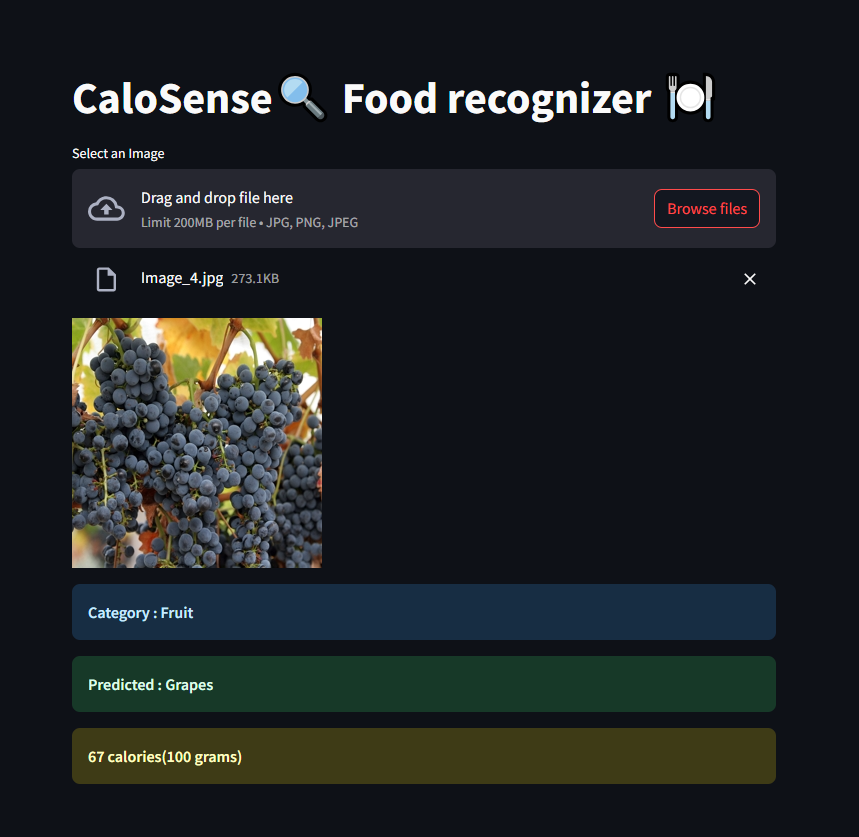 CaloSense🔍 Food recognizer 🍽️
Select an Image
Drag and drop file here
Limit 200MB per file • JPG, PNG, JPEG
Browse files
Image_4.jpg 273.1KB
Category : Fruit
Predicted : Grapes
67 calories(100 grams)